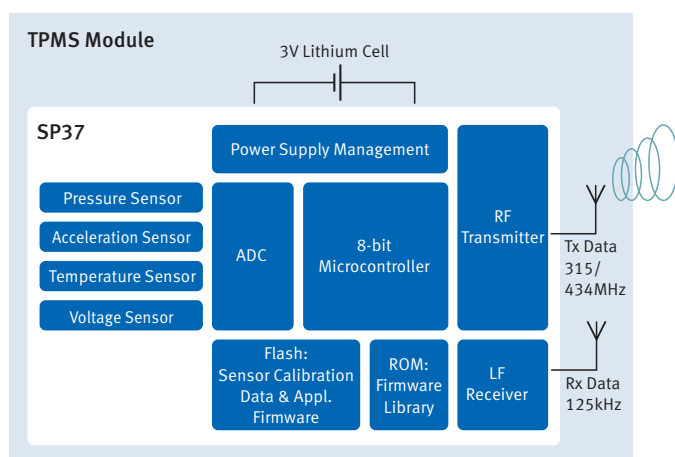 TPMS Module
3V Lithium Cell
SP37
Power Supply Management
Pressure Sensor
Acceleration Sensor
Temperature Sensor
Voltage Sensor
ADC
8-bit
Microcontroller
RF
Transmitter
Tx Data
315/
434MHz
Flash:
Sensor Calibration
Data & Appl.
Firmware
ROM:
Firmware
Library
LF
Receiver
Rx Data
125kHz